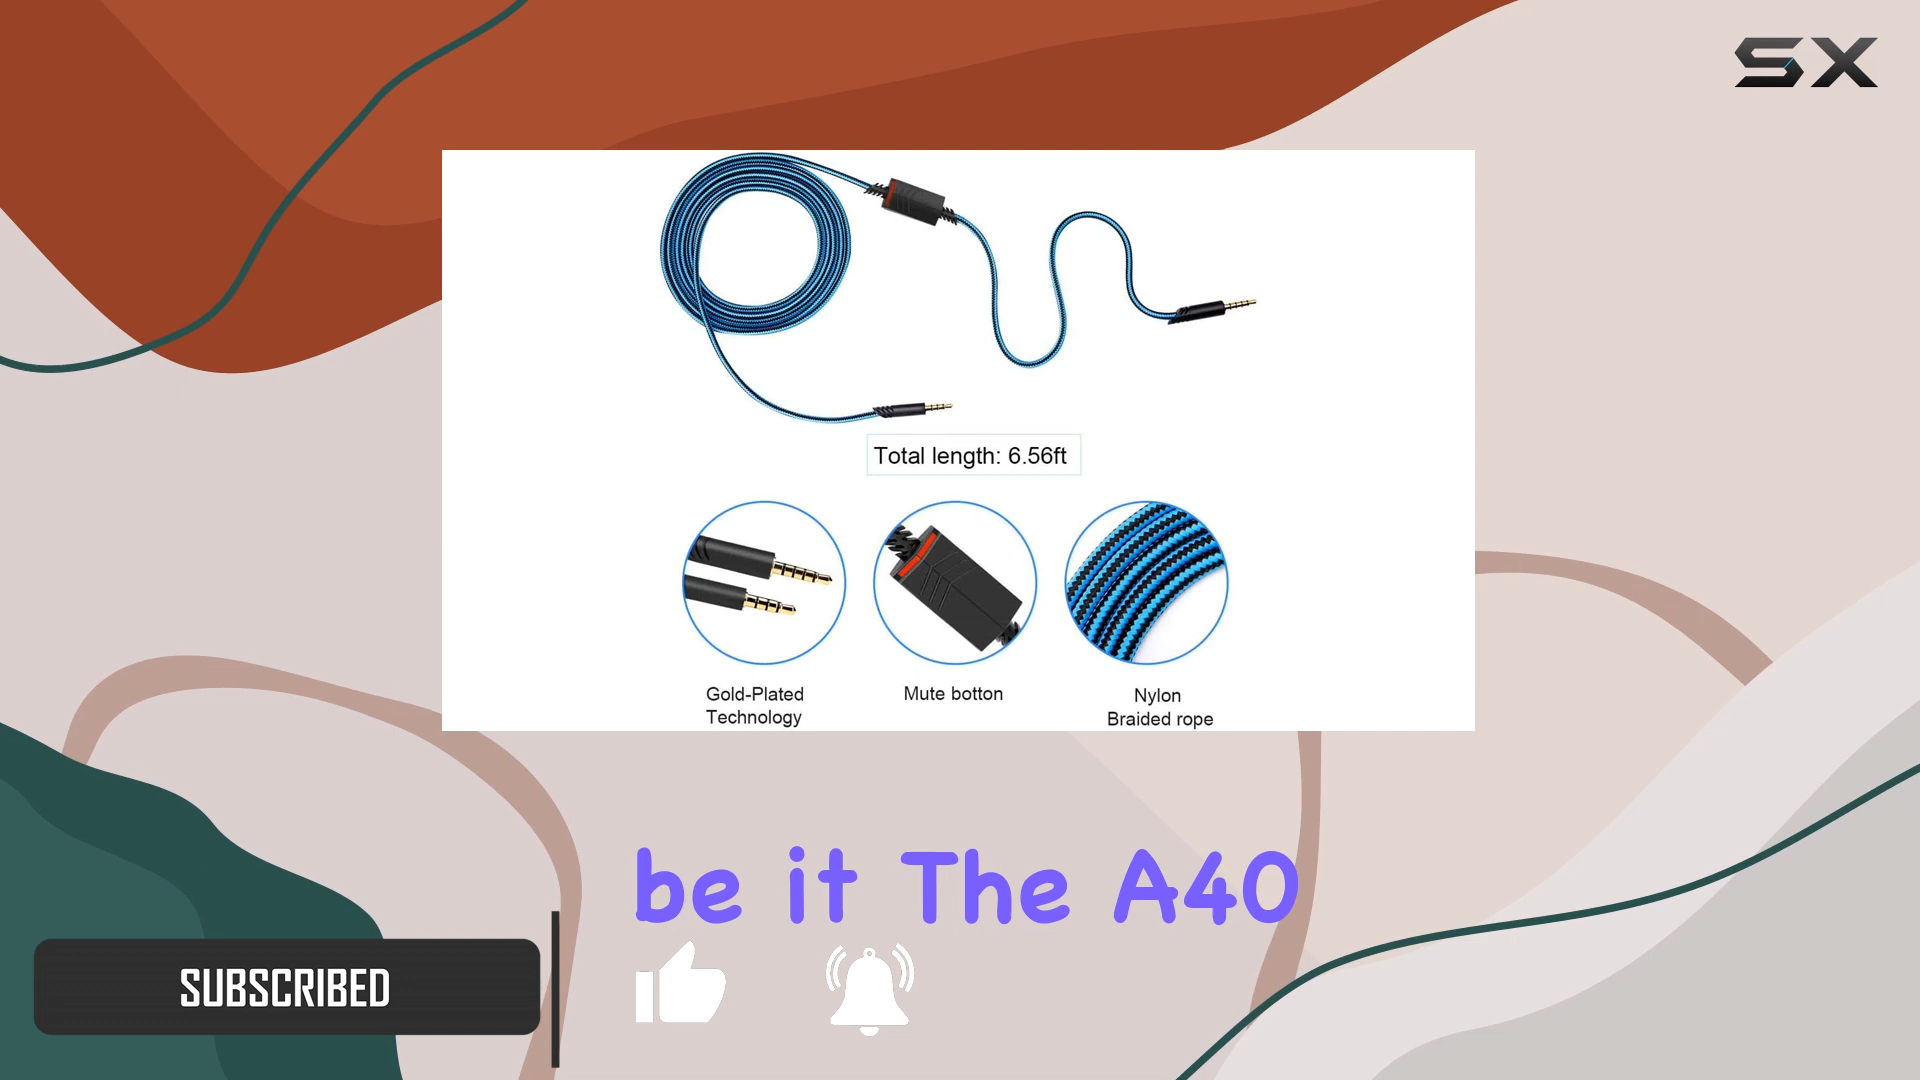 SX
Total length: 6.56ft
Gold-Plated
Technology
Mute botton
Nylon
Braided rope
be it The A40
SUBSCRIBED